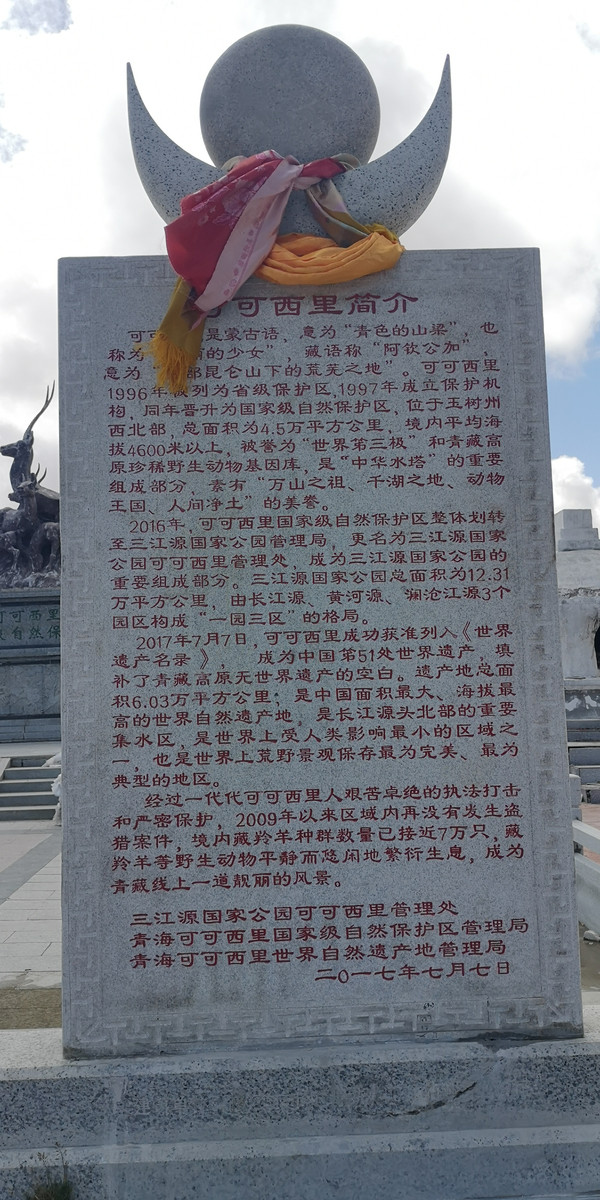 可可西里简介
可可 是蒙古语，意为“青色的山梁”，也
称为 的少女”，藏语称“阿钦公加”，
意为 部昆仑山下的荒芜之地”。可可西里
1996年被列为省级保护区,1997年成立保护机
构，同年晋升为国家级自然保护区，位于玉树州
西北部，总面积为4.5万平方公里，境内平均海
拔4600米以上，被誉为“世界第三极”和青藏高
原珍稀野生动物基因库，是“中华水塔”的重要
组成部分，素有“万山之祖、千湖之地、动物
王国、人间净土”的美誉。
2016年，可可西里国家级自然保护区整体划转
至三江源国家公园管理局，更名为三江源国家
公园可可西里管理处，成为三江源国家公园的
重要组成部分。三江源国家公园总面积为12.31
万平方公里，由长江源、黄河源、澜沧江源3个
园区构成“一园三区”的格局。
2017年7月7日，可可西里成功获准列入《世界
遗产名录》，成为中国第51处世界遗产，填
补了青藏高原无世界遗产的空白。遗产地总面
积6.03万平方公里；是中国面积最大、海拔最
高的世界自然遗产地。是长江源头北部的重要
集水区，是世界上受人类影响最小的区域之
一，也是世界上荒野景观保存最为完美、最为
典型的地区。
经过一代代可可西里人艰苦卓绝的执法打击
和严密保护，2009年以来区域内再没有发生盗
猎案件，境内藏羚羊种群数量已接近7万只，藏
羚羊等野生动物平静而悠闲地繁衍生息，成为
青藏线上一道靓丽的风景。
三江源国家公园可可西里管理处
青海可可西里国家级自然保护区管理局
青海可可西里世界自然遗产地管理局
二〇一七年七月七日
可可西里
自然保